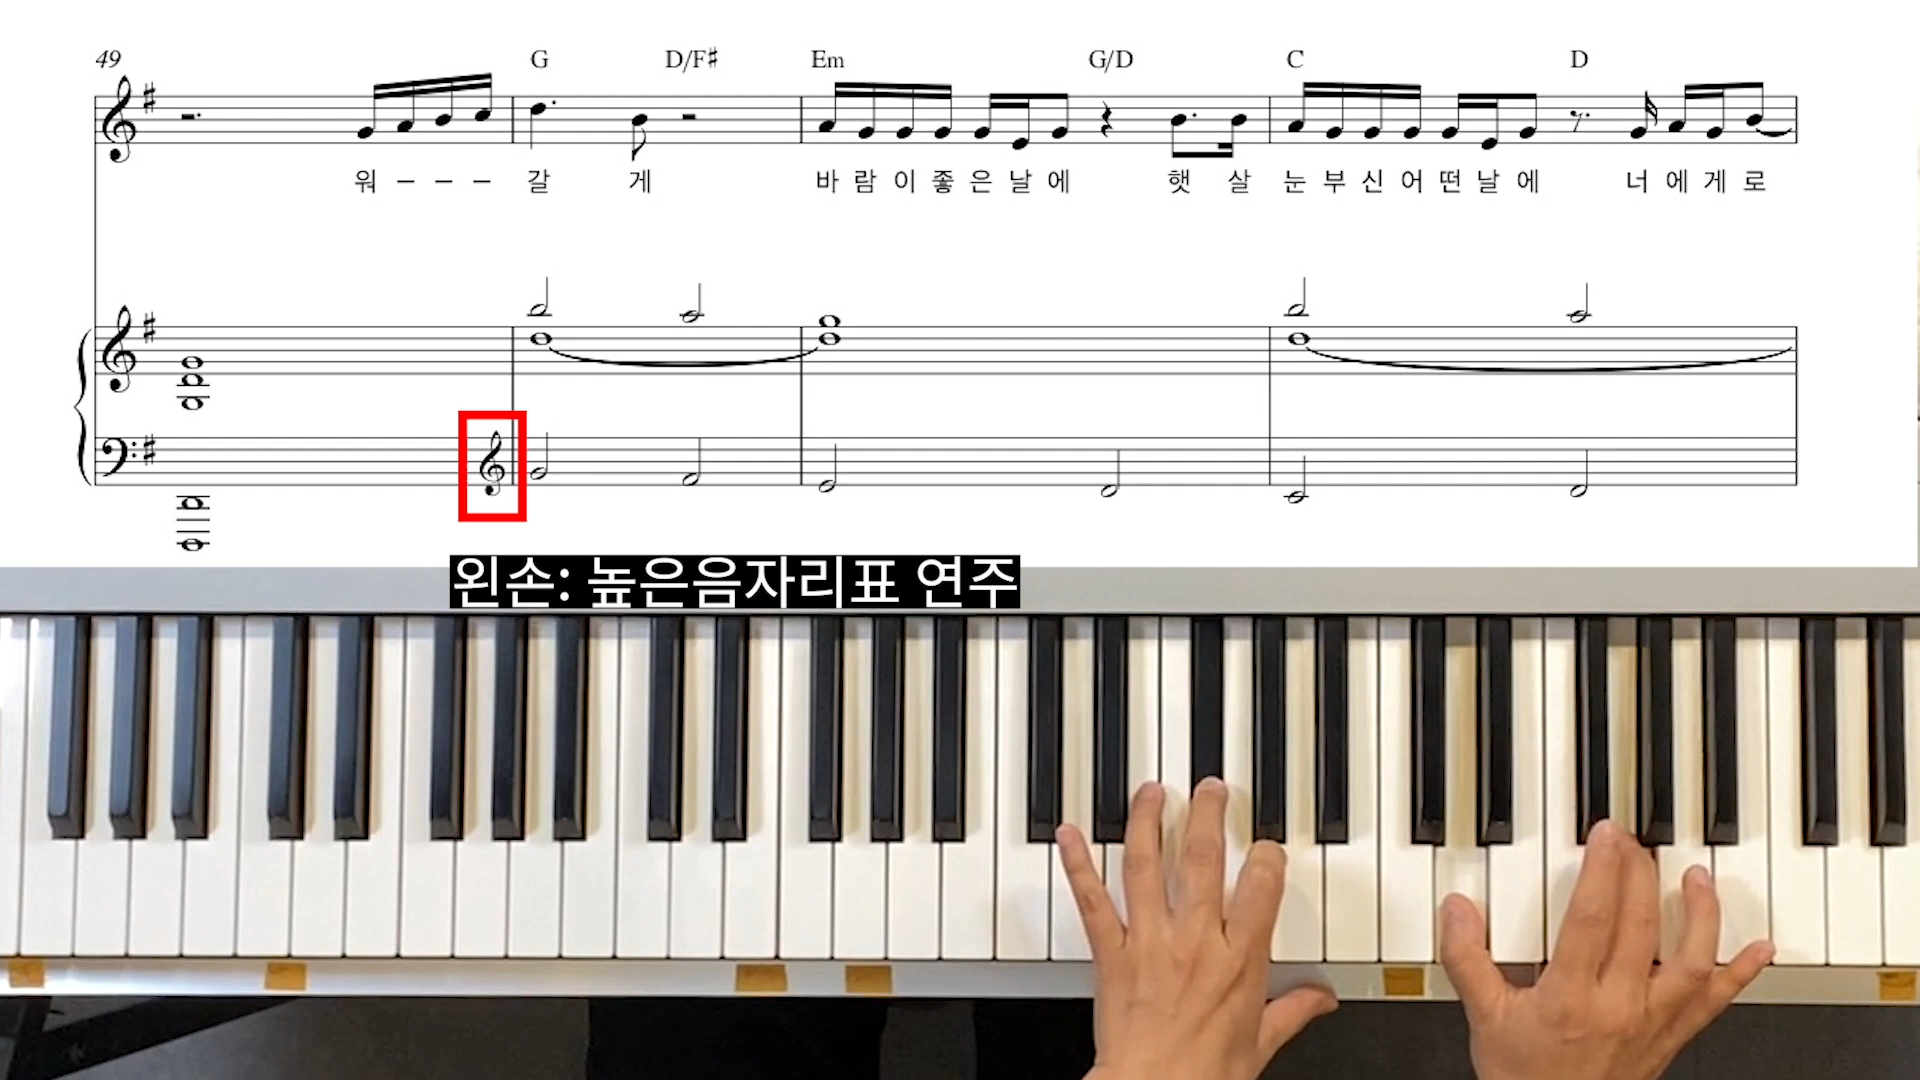 49 G D/F♯ Em G/D C D
워 – – – 갈 게 바 람 이 좋 은 날 에 햇 살 눈 부 신 어 떤 날 에 너 에 게 로
왼손: 높은음자리표 연주